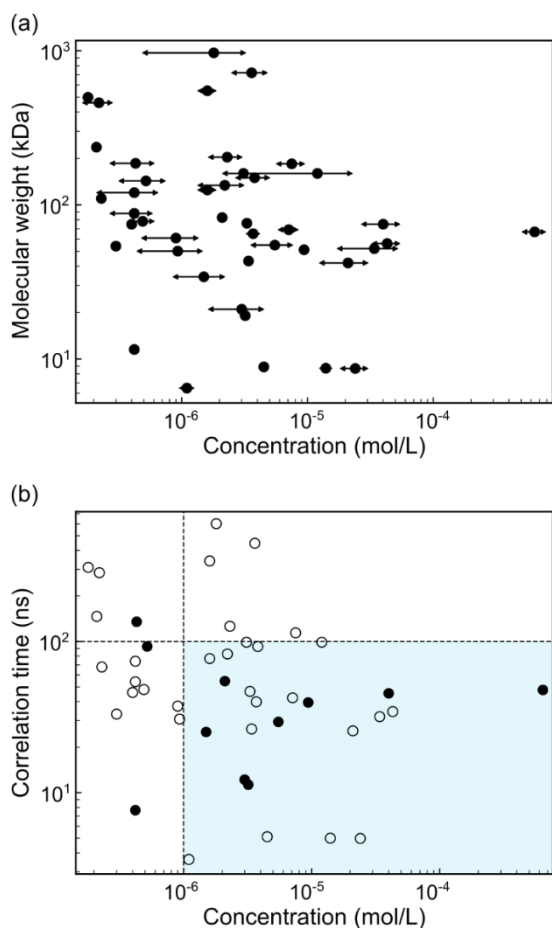 (a)
Molecular weight (kDa)
10³
10²
10¹
10⁻⁶ 10⁻⁵ 10⁻⁴
Concentration (mol/L)
(b)
Correlation time (ns)
10²
10¹
10⁻⁶ 10⁻⁵ 10⁻⁴
Concentration (mol/L)